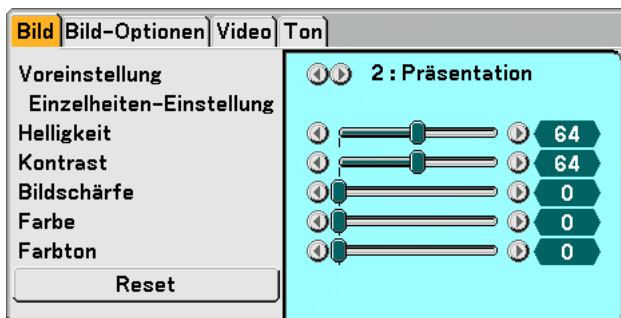 Bild Bild-Optionen Video Ton
Voreinstellung 2 : Präsentation
Einzelheiten-Einstellung
Helligkeit 64
Kontrast 64
Bildschärfe 0
Farbe 0
Farbton 0
Reset